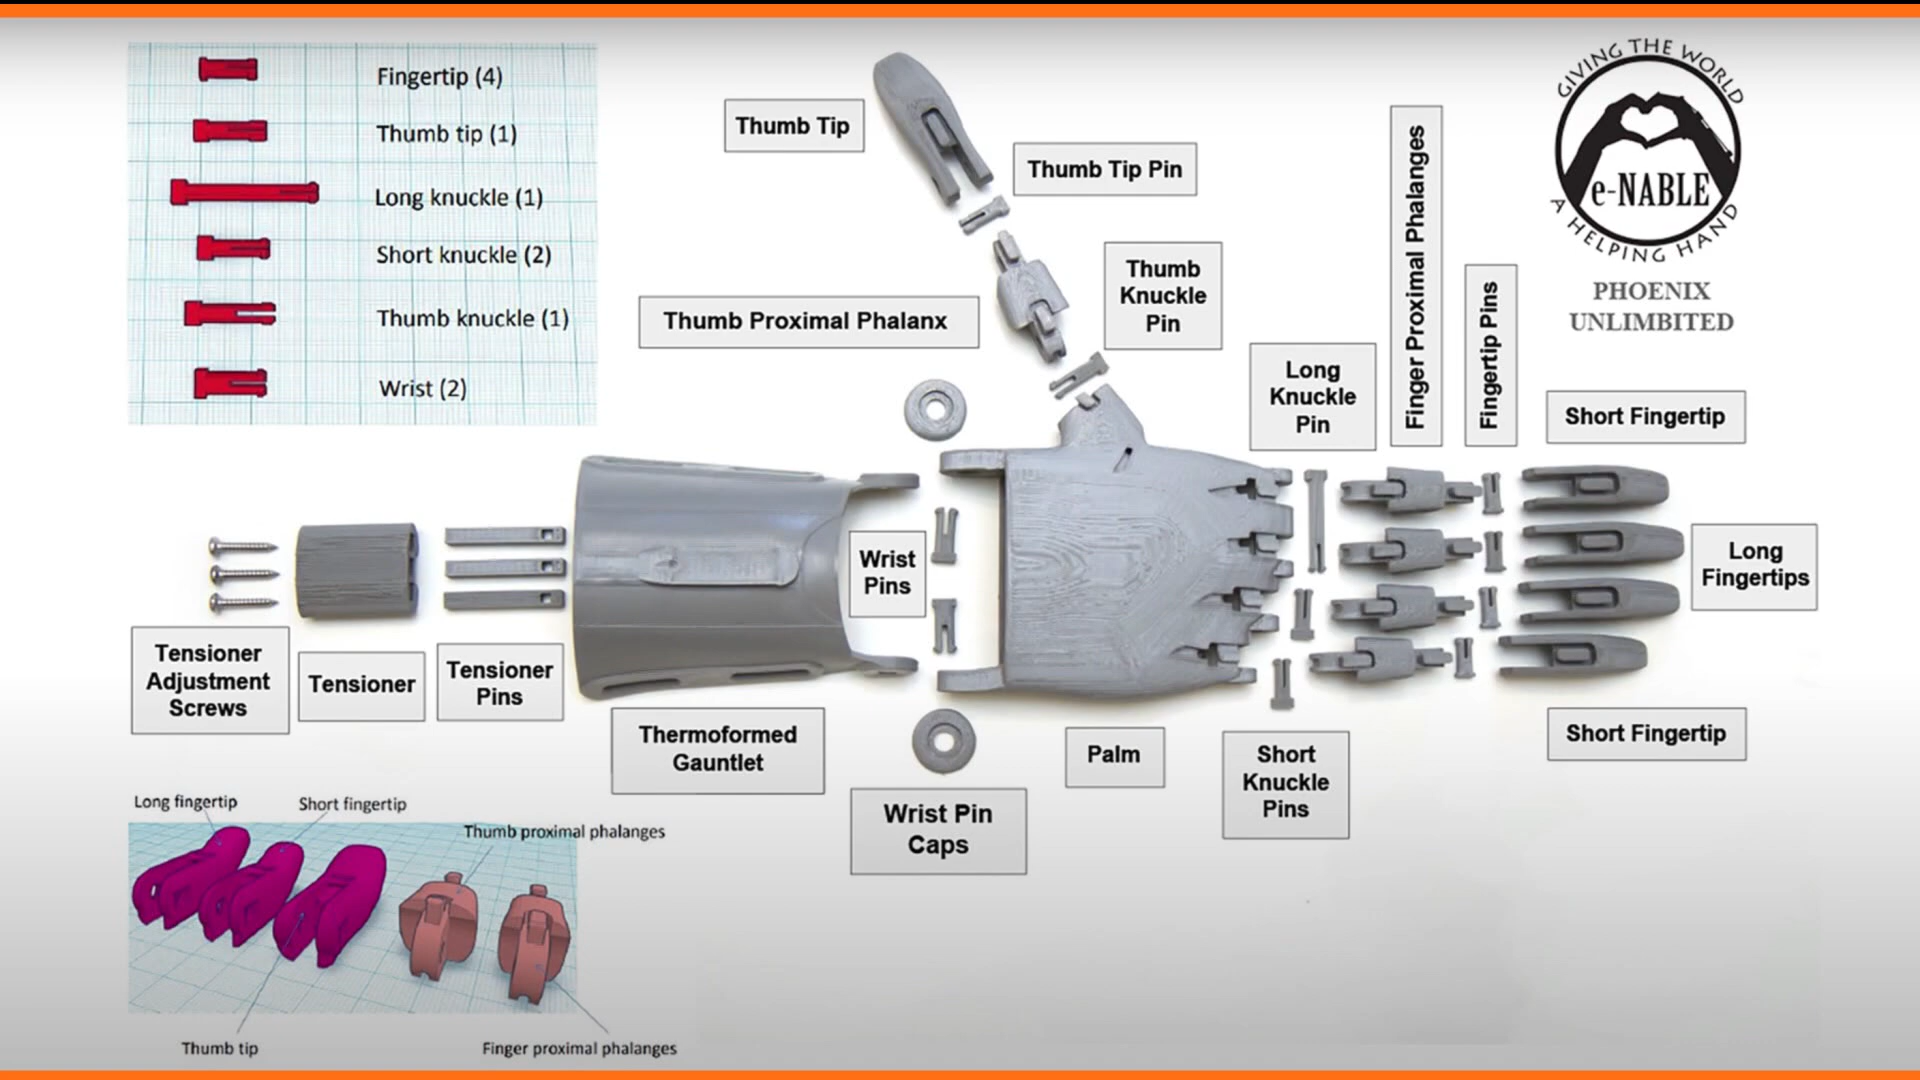 Fingertip (4)
Thumb tip (1)
Long knuckle (1)
Short knuckle (2)
Thumb knuckle (1)
Wrist (2)
Thumb Tip
Thumb Tip Pin
Thumb Proximal Phalanx
Thumb
Knuckle
Pin
Long
Knuckle
Pin
Finger Proximal Phalanges
Fingertip Pins
GIVING THE WORLD
e-NABLE
A HELPING HAND
PHOENIX
UNLIMBITED
Short Fingertip
Long
Fingertips
Short Fingertip
Wrist
Pins
Tensioner
Adjustment
Screws
Tensioner
Tensioner
Pins
Thermoformed
Gauntlet
Wrist Pin
Caps
Palm
Short
Knuckle
Pins
Long fingertip
Short fingertip
Thumb proximal phalanges
Thumb tip
Finger proximal phalanges